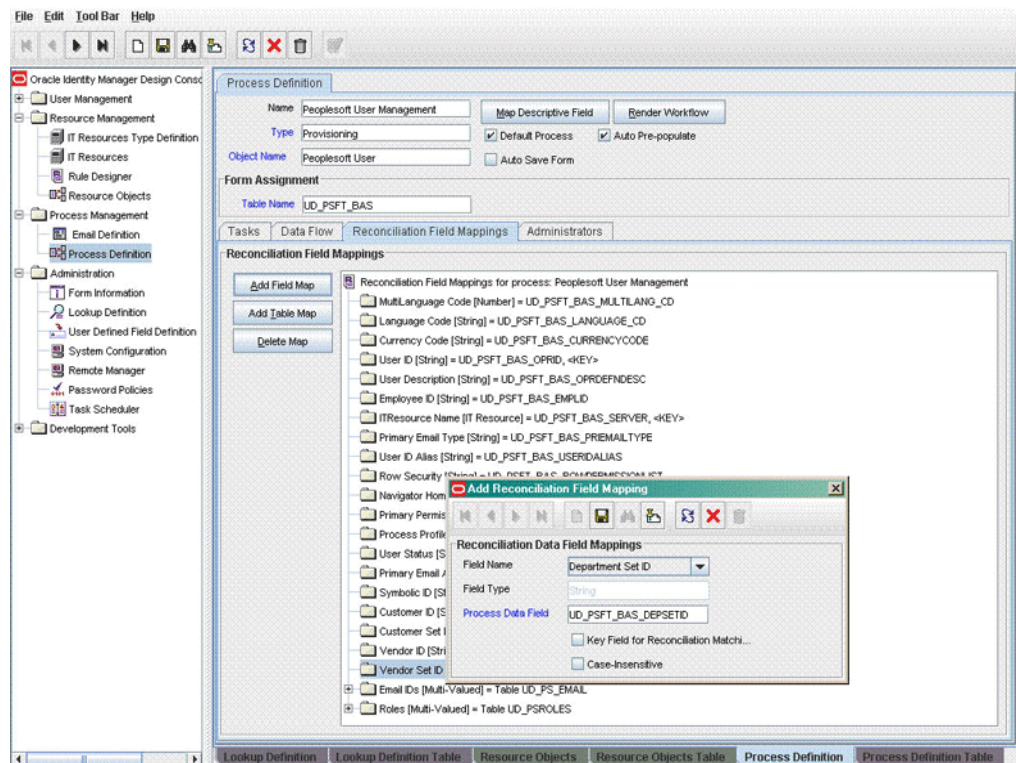 File Edit Tool Bar Help
Oracle Identity Manager Design Consc
User Management
Resource Management
IT Resources Type Definition
IT Resources
Rule Designer
Resource Objects
Process Management
Email Definition
Process Definition
Administration
Form Information
Lookup Definition
User Defined Field Definition
System Configuration
Remote Manager
Password Policies
Task Scheduler
Development Tools
Process Definition
Name Peoplesoft User Management Map Descriptive Field Render Workflow
Type Provisioning Default Process Auto Pre-populate
Object Name Peoplesoft User Auto Save Form
Form Assignment
Table Name UD_PSFT_BAS
Tasks Data Flow Reconciliation Field Mappings Administrators
Reconciliation Field Mappings
Add Field Map
Add Table Map
Delete Map
Reconciliation Field Mappings for process: Peoplesoft User Management
MultiLanguage Code [Number] = UD_PSFT_BAS_MULTILANG_CD
Language Code [String] = UD_PSFT_BAS_LANGUAGE_CD
Currency Code [String] = UD_PSFT_BAS_CURRENCYCODE
User ID [String] = UD_PSFT_BAS_OPRID, <KEY>
User Description [String] = UD_PSFT_BAS_OPRDEFNDESC
Employee ID [String] = UD_PSFT_BAS_EMPLID
ITResource Name [IT Resource] = UD_PSFT_BAS_SERVER, <KEY>
Primary Email Type [String] = UD_PSFT_BAS_PRIEMAILTYPE
User ID Alias [String] = UD_PSFT_BAS_USERIDALIAS
Row Security [String] = UD_PSFT_BAS_ROWPERMISSIONLIST
Navigator Hom
Primary Permis
Process Profile
User Status [S
Primary Email A
Symbolic ID [St
Customer ID [S
Customer Set I
Vendor ID [Stri
Vendor Set ID
Email IDs [Multi-Valued] = Table UD_PS_EMAIL
Roles [Multi-Valued] = Table UD_PSROLES
Add Reconciliation Field Mapping
Reconciliation Data Field Mappings
Field Name Department Set ID
Field Type String
Process Data Field UD_PSFT_BAS_DEPSETID
Key Field for Reconciliation Matchi...
Case-Insensitive
Lookup Definition Lookup Definition Table Resource Objects Resource Objects Table Process Definition Process Definition Table